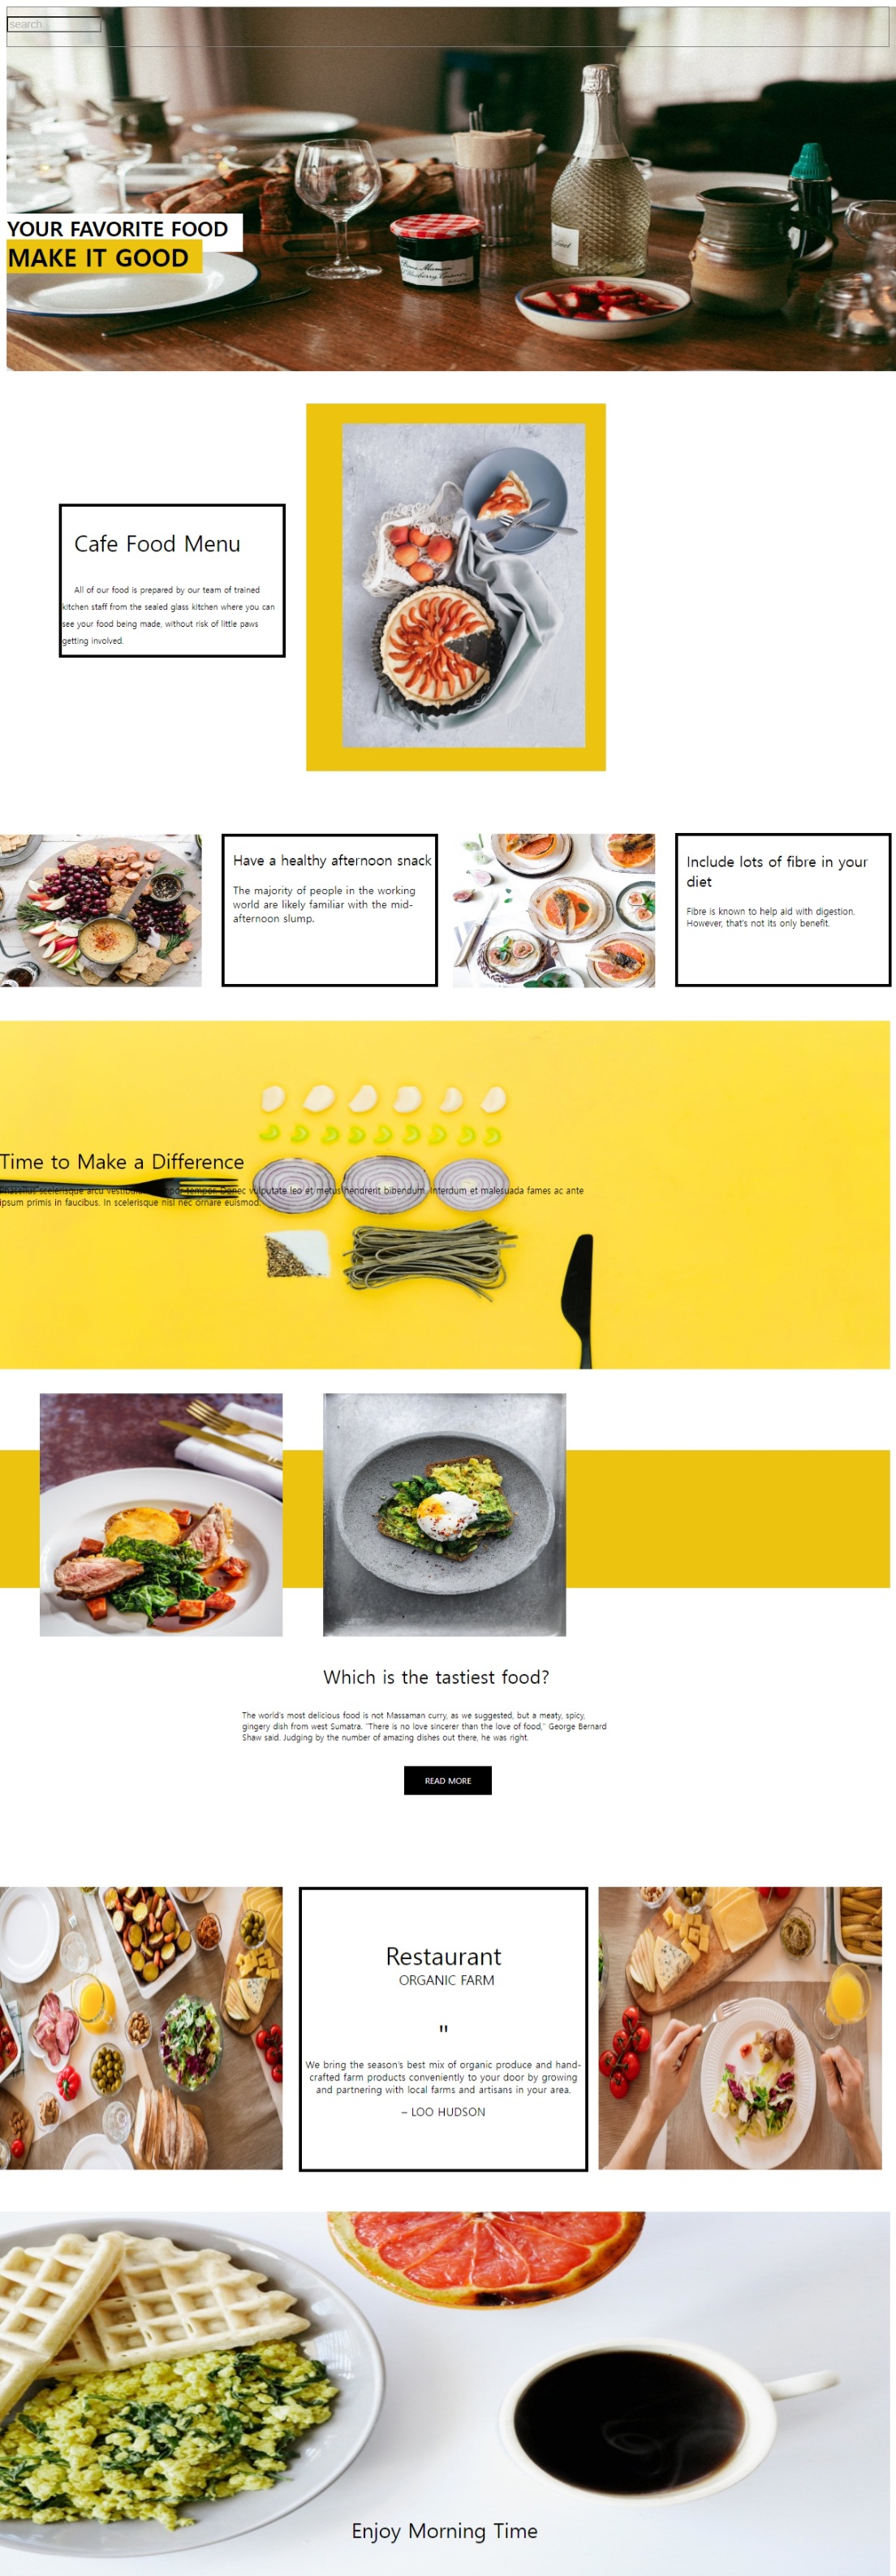 search
YOUR FAVORITE FOOD
MAKE IT GOOD
Cafe Food Menu
All of our food is prepared by our team of trained
kitchen staff from the sealed glass kitchen where you can
see your food being made, without risk of little paws
getting involved.
Have a healthy afternoon snack
The majority of people in the working
world are likely familiar with the mid-
afternoon slump.
Include lots of fibre in your
diet
Fibre is known to help aid with digestion.
However, that's not its only benefit.
Time to Make a Difference
Phasellus scelerisque arcu vestibulum tempor. Donec vulputate leo et metus hendrerit bibendum. Interdum et malesuada fames ac ante
ipsum primis in faucibus. In scelerisque nisi nec ornare euismod.
Which is the tastiest food?
The world's most delicious food is not Massaman curry, as we suggested, but a meaty, spicy,
gingery dish from west Sumatra. "There is no love sincerer than the love of food," George Bernard
Shaw said. Judging by the number of amazing dishes out there, he was right.
READ MORE
Restaurant
ORGANIC FARM
"
We bring the season's best mix of organic produce and hand-
crafted farm products conveniently to your door by growing
and partnering with local farms and artisans in your area.
– LOO HUDSON
Enjoy Morning Time